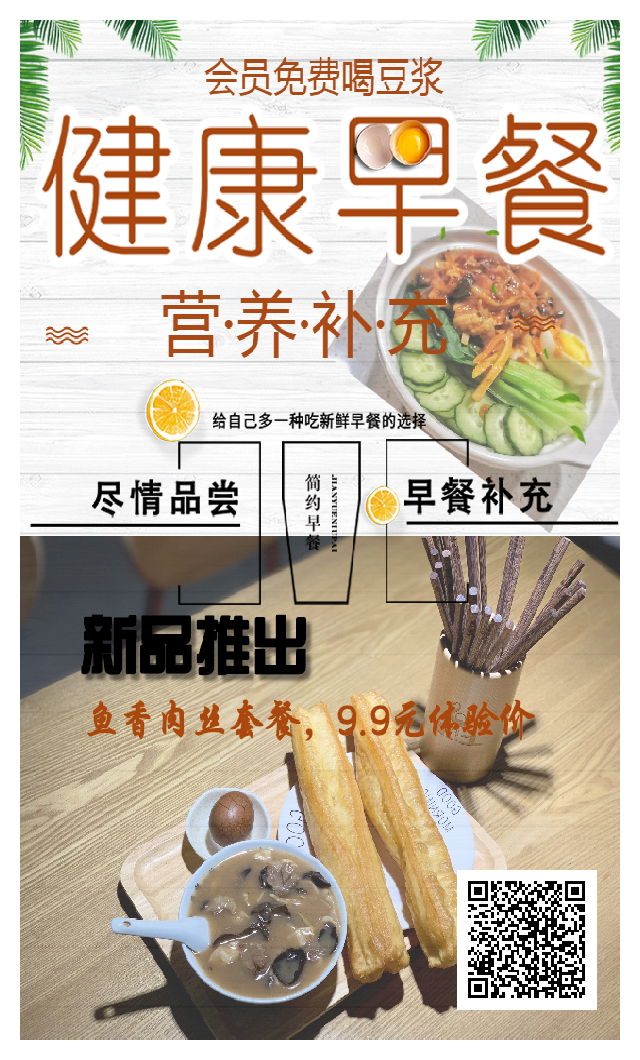 会员免费喝豆浆
健康早餐
营·养·补·充
给自己多一种吃新鲜早餐的选择
尽情品尝
简约早餐
早餐补充
新品推出
鱼香肉丝套餐，9.9元体验价
GOOD
MORNING